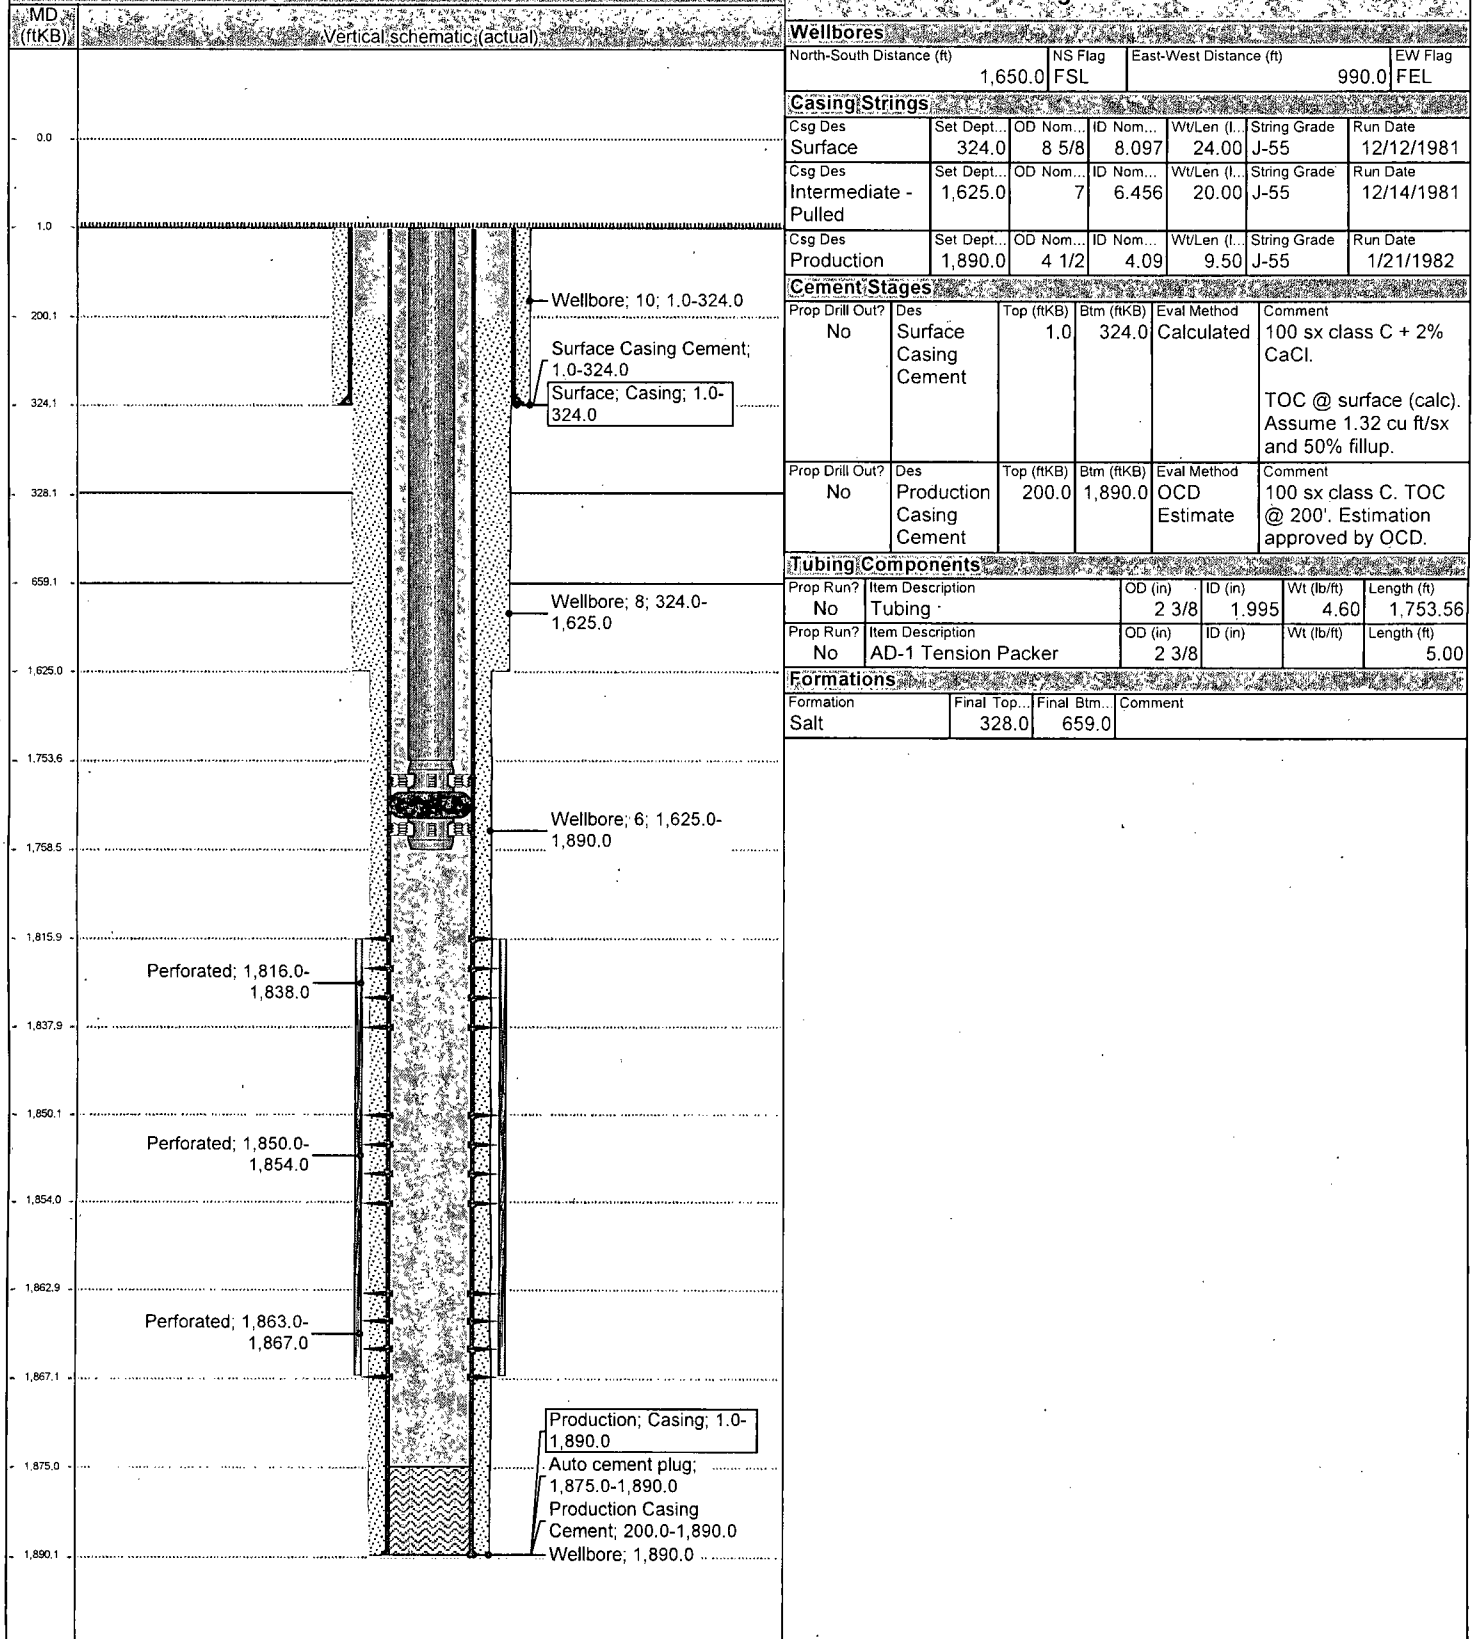 MD
(ftKB)
Vertical schematic (actual)
0.0
1.0
200.1
324.1
328.1
659.1
1,625.0
1,753.6
1,758.5
1,815.9
1,837.9
1,850.1
1,854.0
1,862.9
1,867.1
1,875.0
1,890.1
Wellbore; 10; 1.0-324.0
Surface Casing Cement;
1.0-324.0
Surface; Casing; 1.0-
324.0
Wellbore; 8; 324.0-
1,625.0
Wellbore; 6; 1,625.0-
1,890.0
Perforated; 1,816.0-
1,838.0
Perforated; 1,850.0-
1,854.0
Perforated; 1,863.0-
1,867.0
Production; Casing; 1.0-
1,890.0
Auto cement plug;
1,875.0-1,890.0
Production Casing
Cement; 200.0-1,890.0
Wellbore; 1,890.0
Wellbores
North-South Distance (ft) NS Flag East-West Distance (ft) EW Flag
1,650.0 FSL 990.0 FEL
Casing Strings
Csg Des Set Dept... OD Nom... ID Nom... Wt/Len (l... String Grade Run Date
Surface 324.0 8 5/8 8.097 24.00 J-55 12/12/1981
Csg Des Set Dept... OD Nom... ID Nom... Wt/Len (l... String Grade Run Date
Intermediate - 1,625.0 7 6.456 20.00 J-55 12/14/1981
Pulled
Csg Des Set Dept... OD Nom... ID Nom... Wt/Len (l... String Grade Run Date
Production 1,890.0 4 1/2 4.09 9.50 J-55 1/21/1982
Cement Stages
Prop Drill Out? Des Top (ftKB) Btm (ftKB) Eval Method Comment
No Surface 1.0 324.0 Calculated 100 sx class C + 2%
Casing CaCl.
Cement
TOC @ surface (calc).
Assume 1.32 cu ft/sx
and 50% fillup.
Prop Drill Out? Des Top (ftKB) Btm (ftKB) Eval Method Comment
No Production 200.0 1,890.0 OCD 100 sx class C. TOC
Casing Estimate @ 200'. Estimation
Cement approved by OCD.
Tubing Components
Prop Run? Item Description OD (in) ID (in) Wt (lb/ft) Length (ft)
No Tubing 2 3/8 1.995 4.60 1,753.56
Prop Run? Item Description OD (in) ID (in) Wt (lb/ft) Length (ft)
No AD-1 Tension Packer 2 3/8 5.00
Formations
Formation Final Top... Final Btm... Comment
Salt 328.0 659.0